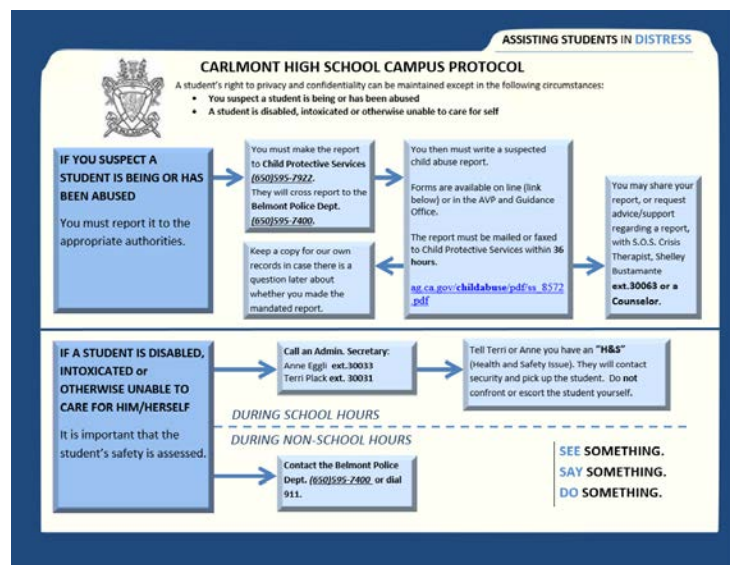 ASSISTING STUDENTS IN DISTRESS
CARLMONT HIGH SCHOOL CAMPUS PROTOCOL
A student's right to privacy and confidentiality can be maintained except in the following circumstances:
• You suspect a student is being or has been abused
• A student is disabled, intoxicated or otherwise unable to care for self
IF YOU SUSPECT A
STUDENT IS BEING OR HAS
BEEN ABUSED
You must report it to the
appropriate authorities.
You must make the report
to Child Protective Services
(650)595-7922.
They will cross report to the
Belmont Police Dept.
(650)595-7400.
You then must write a suspected
child abuse report.
Forms are available on line (link
below) or in the AVP and Guidance
Office.
The report must be mailed or faxed
to Child Protective Services within 36
hours.
ag.ca.gov/childabuse/pdf/ss_8572
.pdf
Keep a copy for our own
records in case there is a
question later about
whether you made the
mandated report.
You may share your
report, or request
advice/support
regarding a report,
with S.O.S. Crisis
Therapist, Shelley
Bustamante
ext.30063 or a
Counselor.
IF A STUDENT IS DISABLED,
INTOXICATED or
OTHERWISE UNABLE TO
CARE FOR HIM/HERSELF
It is important that the
student's safety is assessed.
Call an Admin. Secretary:
Anne Eggli ext.30033
Terri Plack ext. 30031
Tell Terri or Anne you have an "H&S"
(Health and Safety Issue). They will contact
security and pick up the student. Do not
confront or escort the student yourself.
DURING SCHOOL HOURS
DURING NON-SCHOOL HOURS
Contact the Belmont Police
Dept. (650)595-7400 or dial
911.
SEE SOMETHING.
SAY SOMETHING.
DO SOMETHING.